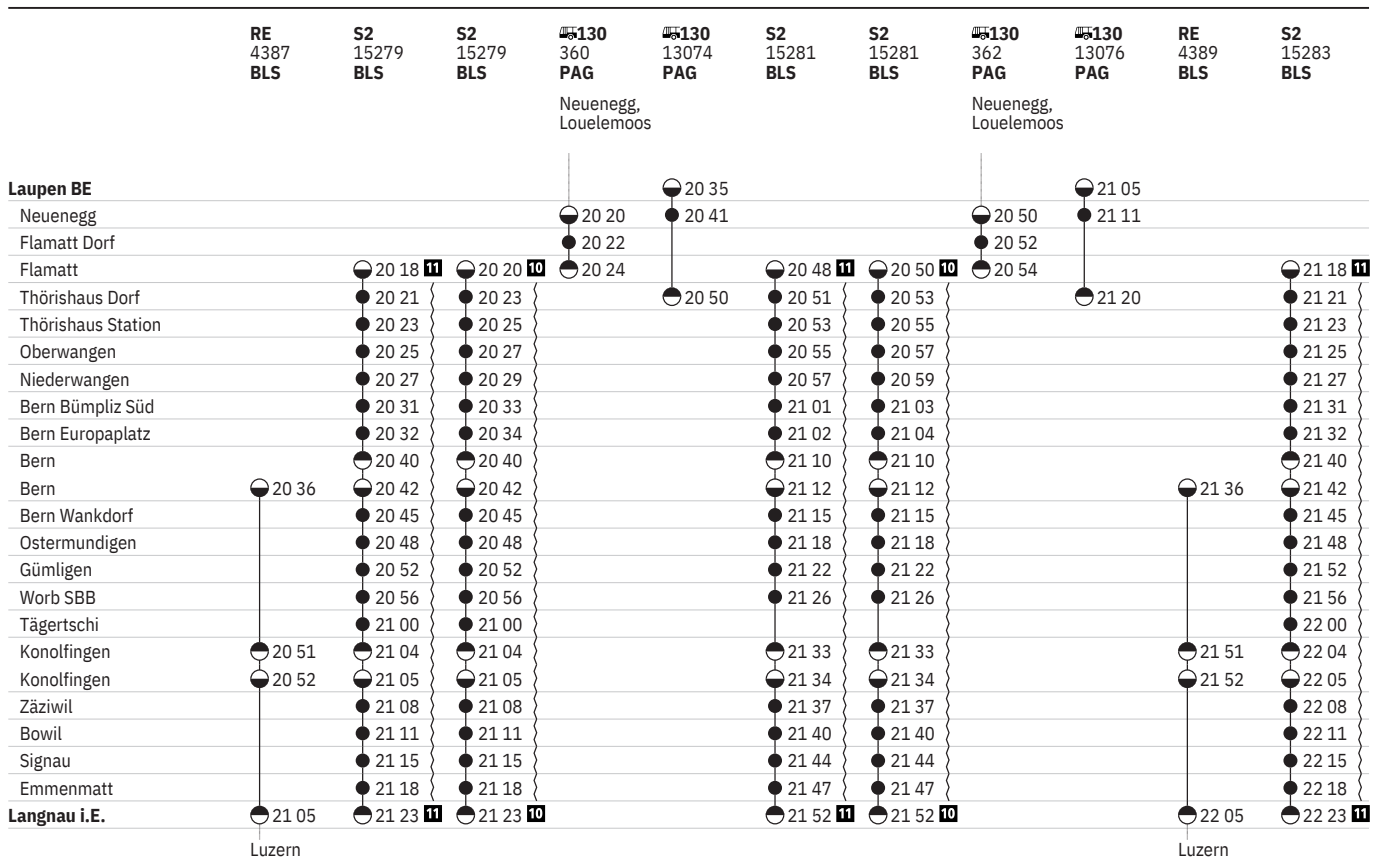 RE S2 S2 130 130 S2 S2 130 130 RE S2
4387 15279 15279 360 13074 15281 15281 362 13076 4389 15283
BLS BLS BLS PAG PAG BLS BLS PAG PAG BLS BLS
Neuenegg, Neuenegg,
Louelemoos Louelemoos
Laupen BE 20 35 21 05
Neuenegg 20 20 20 41 20 50 21 11
Flamatt Dorf 20 22 20 52
Flamatt 20 18 11 20 20 10 20 24 20 48 11 20 50 10 20 54 21 18 11
Thörishaus Dorf 20 21 20 23 20 50 20 51 20 53 21 20 21 21
Thörishaus Station 20 23 20 25 20 53 20 55 21 23
Oberwangen 20 25 20 27 20 55 20 57 21 25
Niederwangen 20 27 20 29 20 57 20 59 21 27
Bern Bümpliz Süd 20 31 20 33 21 01 21 03 21 31
Bern Europaplatz 20 32 20 34 21 02 21 04 21 32
Bern 20 40 20 40 21 10 21 10 21 40
Bern 20 36 20 42 20 42 21 12 21 12 21 36 21 42
Bern Wankdorf 20 45 20 45 21 15 21 15 21 45
Ostermundigen 20 48 20 48 21 18 21 18 21 48
Gümligen 20 52 20 52 21 22 21 22 21 52
Worb SBB 20 56 20 56 21 26 21 26 21 56
Tägertschi 21 00 21 00 22 00
Konolfingen 20 51 21 04 21 04 21 33 21 33 21 51 22 04
Konolfingen 20 52 21 05 21 05 21 34 21 34 21 52 22 05
Zäziwil 21 08 21 08 21 37 21 37 22 08
Bowil 21 11 21 11 21 40 21 40 22 11
Signau 21 15 21 15 21 44 21 44 22 15
Emmenmatt 21 18 21 18 21 47 21 47 22 18
Langnau i.E. 21 05 21 23 11 21 23 10 21 52 11 21 52 10 22 05 22 23 11
Luzern Luzern